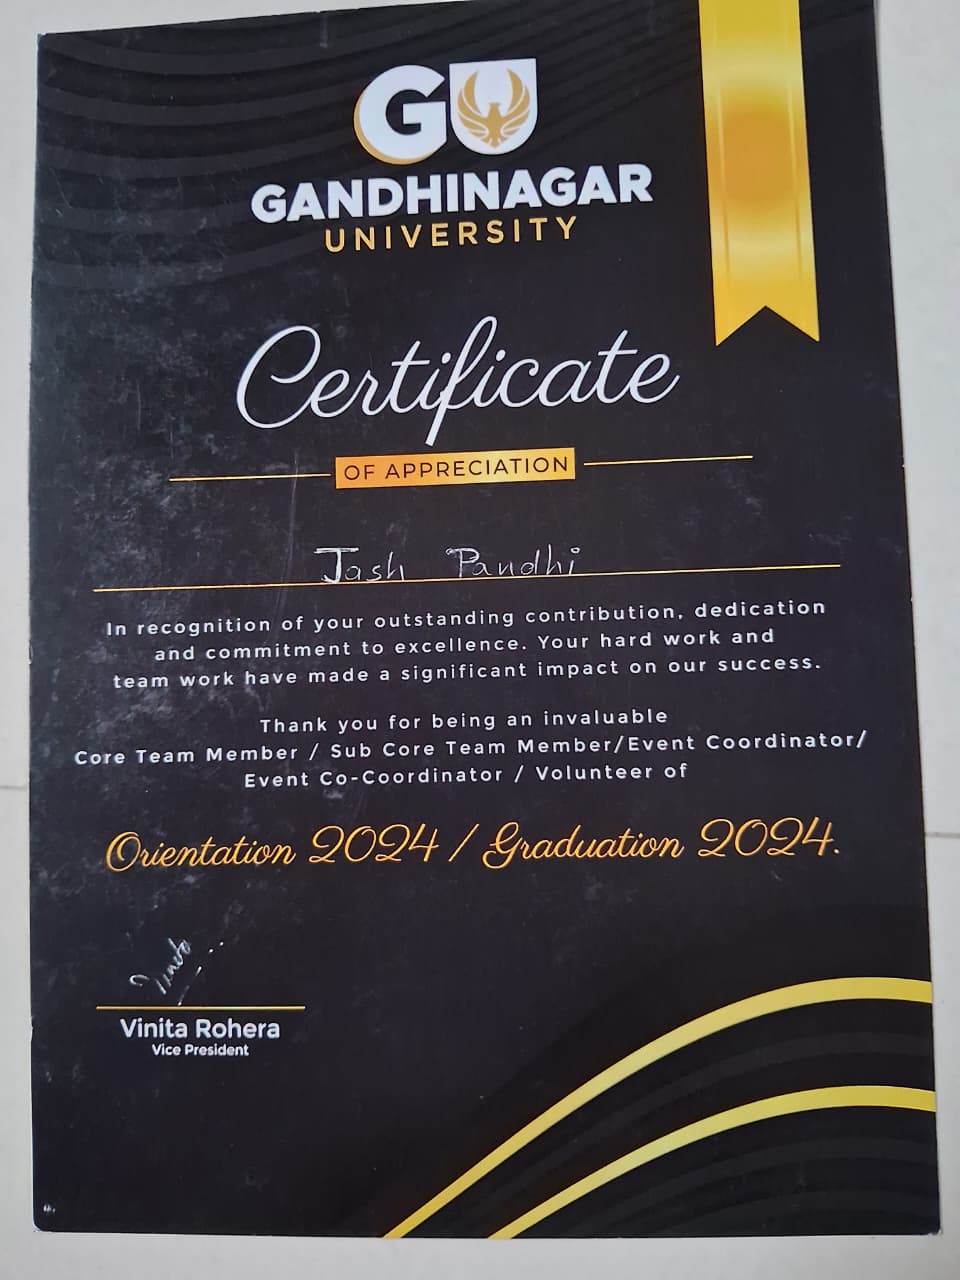 GU
GANDHINAGAR
UNIVERSITY
Certificate
OF APPRECIATION
Jash Pandhi
In recognition of your outstanding contribution, dedication
and commitment to excellence. Your hard work and
team work have made a significant impact on our success.
Thank you for being an invaluable
Core Team Member / Sub Core Team Member/Event Coordinator/
Event Co-Coordinator / Volunteer of
Orientation 2024 / Graduation 2024.
Vinita Rohera
Vice President